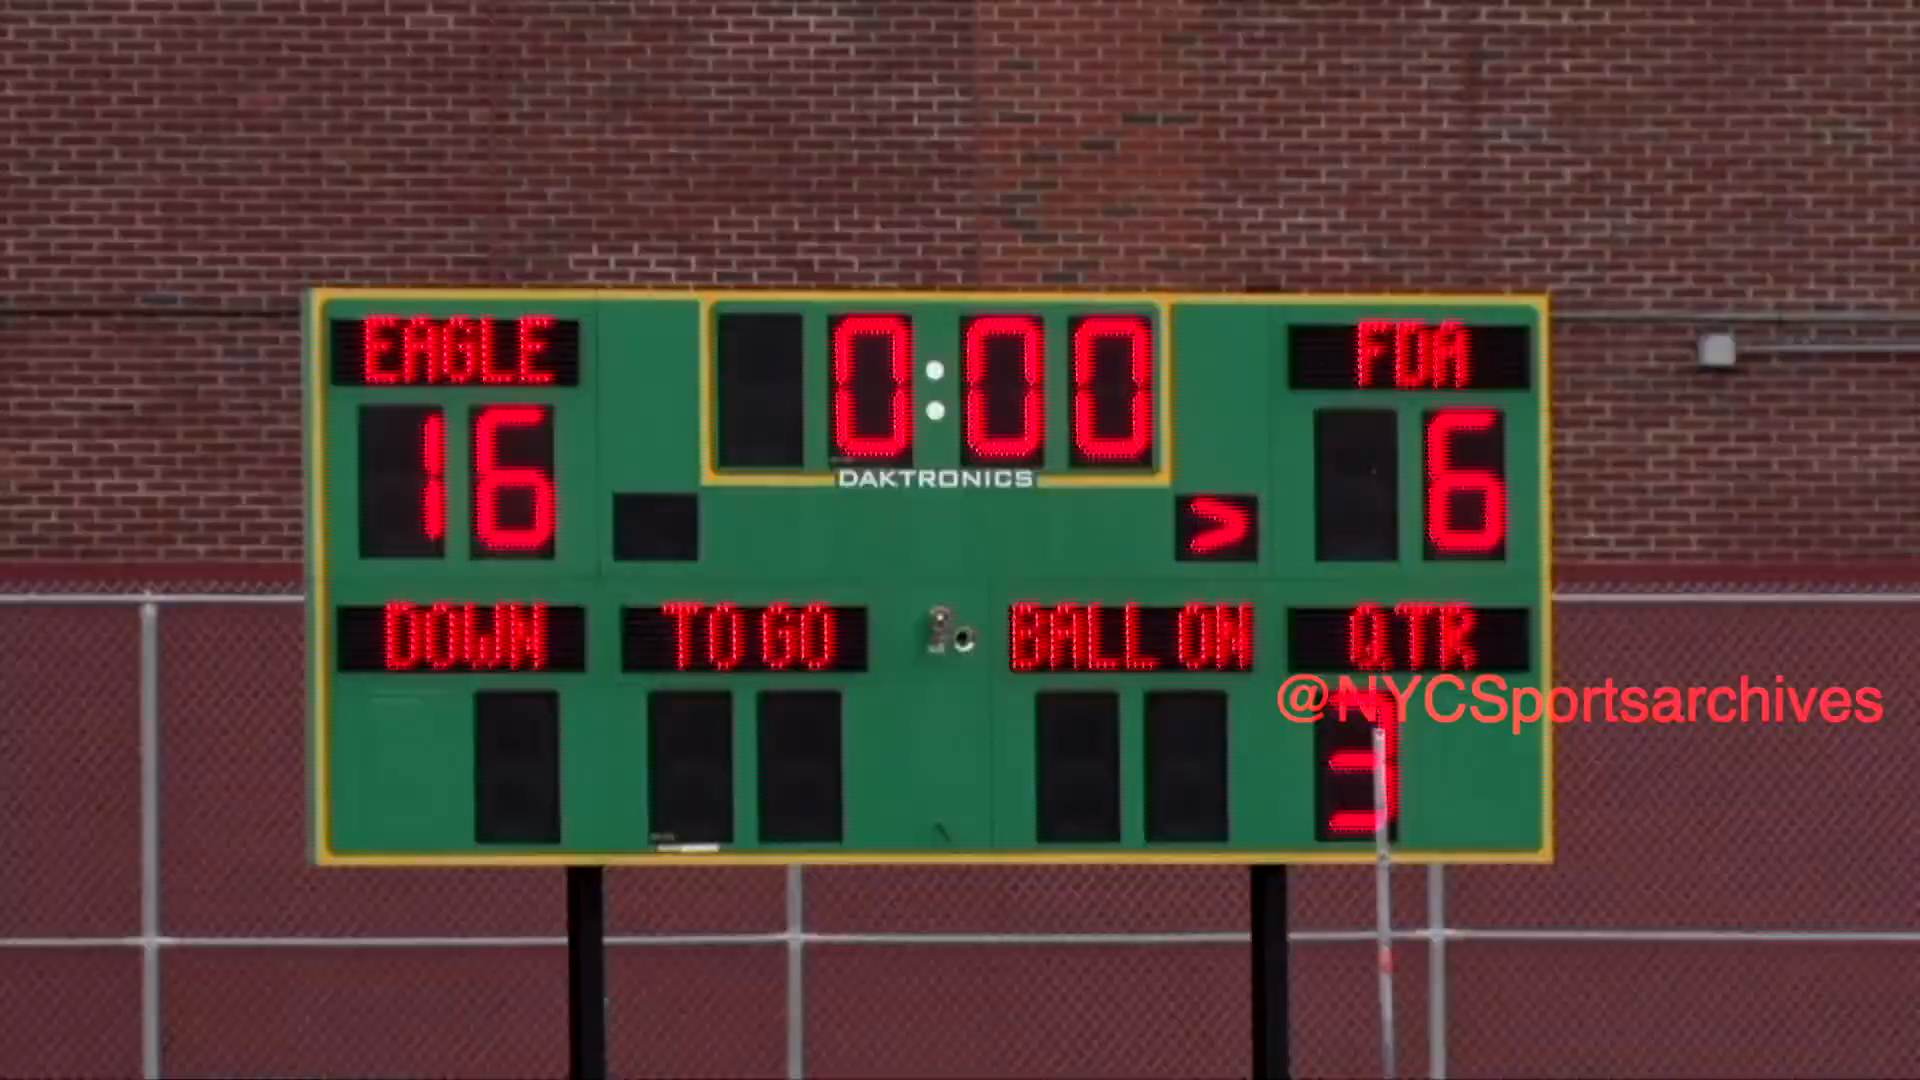 EAGLE
0:00
FDA
16
6
DAKTRONICS
>
DOWN
TO GO
BALL ON
QTR
@NYCSportsarchives
3